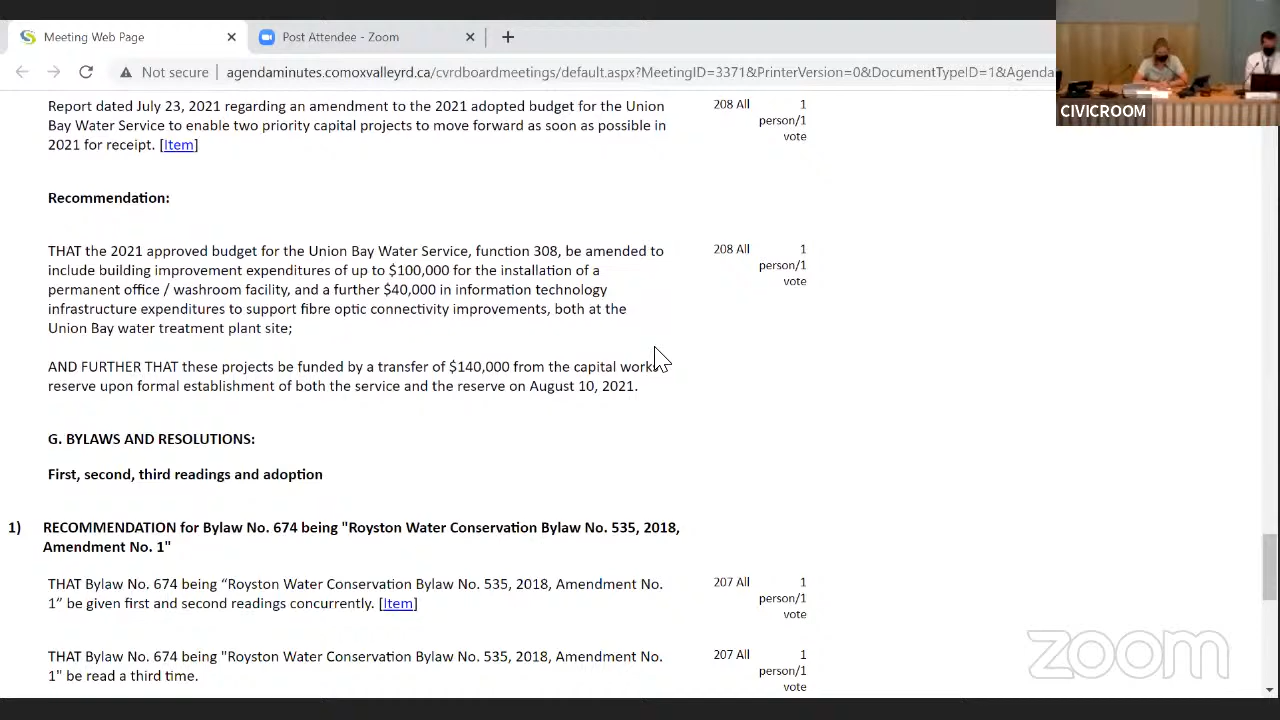 Meeting Web Page
Post Attendee - Zoom
Not secure
agendaminutes.comoxvalleyrd.ca/cvrdboardmeetings/default.aspx?MeetingID=3371&PrinterVersion=0&DocumentTypeID=1&Agenda
CIVICROOM
Report dated July 23, 2021 regarding an amendment to the 2021 adopted budget for the Union
208 All
1
person/1
vote
Bay Water Service to enable two priority capital projects to move forward as soon as possible in
2021 for receipt. [Item]
Recommendation:
THAT the 2021 approved budget for the Union Bay Water Service, function 308, be amended to
208 All
1
person/1
vote
include building improvement expenditures of up to $100,000 for the installation of a
permanent office / washroom facility, and a further $40,000 in information technology
infrastructure expenditures to support fibre optic connectivity improvements, both at the
Union Bay water treatment plant site;
AND FURTHER THAT these projects be funded by a transfer of $140,000 from the capital works
reserve upon formal establishment of both the service and the reserve on August 10, 2021.
G. BYLAWS AND RESOLUTIONS:
First, second, third readings and adoption
1) RECOMMENDATION for Bylaw No. 674 being "Royston Water Conservation Bylaw No. 535, 2018,
Amendment No. 1"
THAT Bylaw No. 674 being “Royston Water Conservation Bylaw No. 535, 2018, Amendment No.
1” be given first and second readings concurrently. [Item]
207 All
1
person/1
vote
THAT Bylaw No. 674 being "Royston Water Conservation Bylaw No. 535, 2018, Amendment No.
1" be read a third time.
207 All
1
person/1
vote
zoom